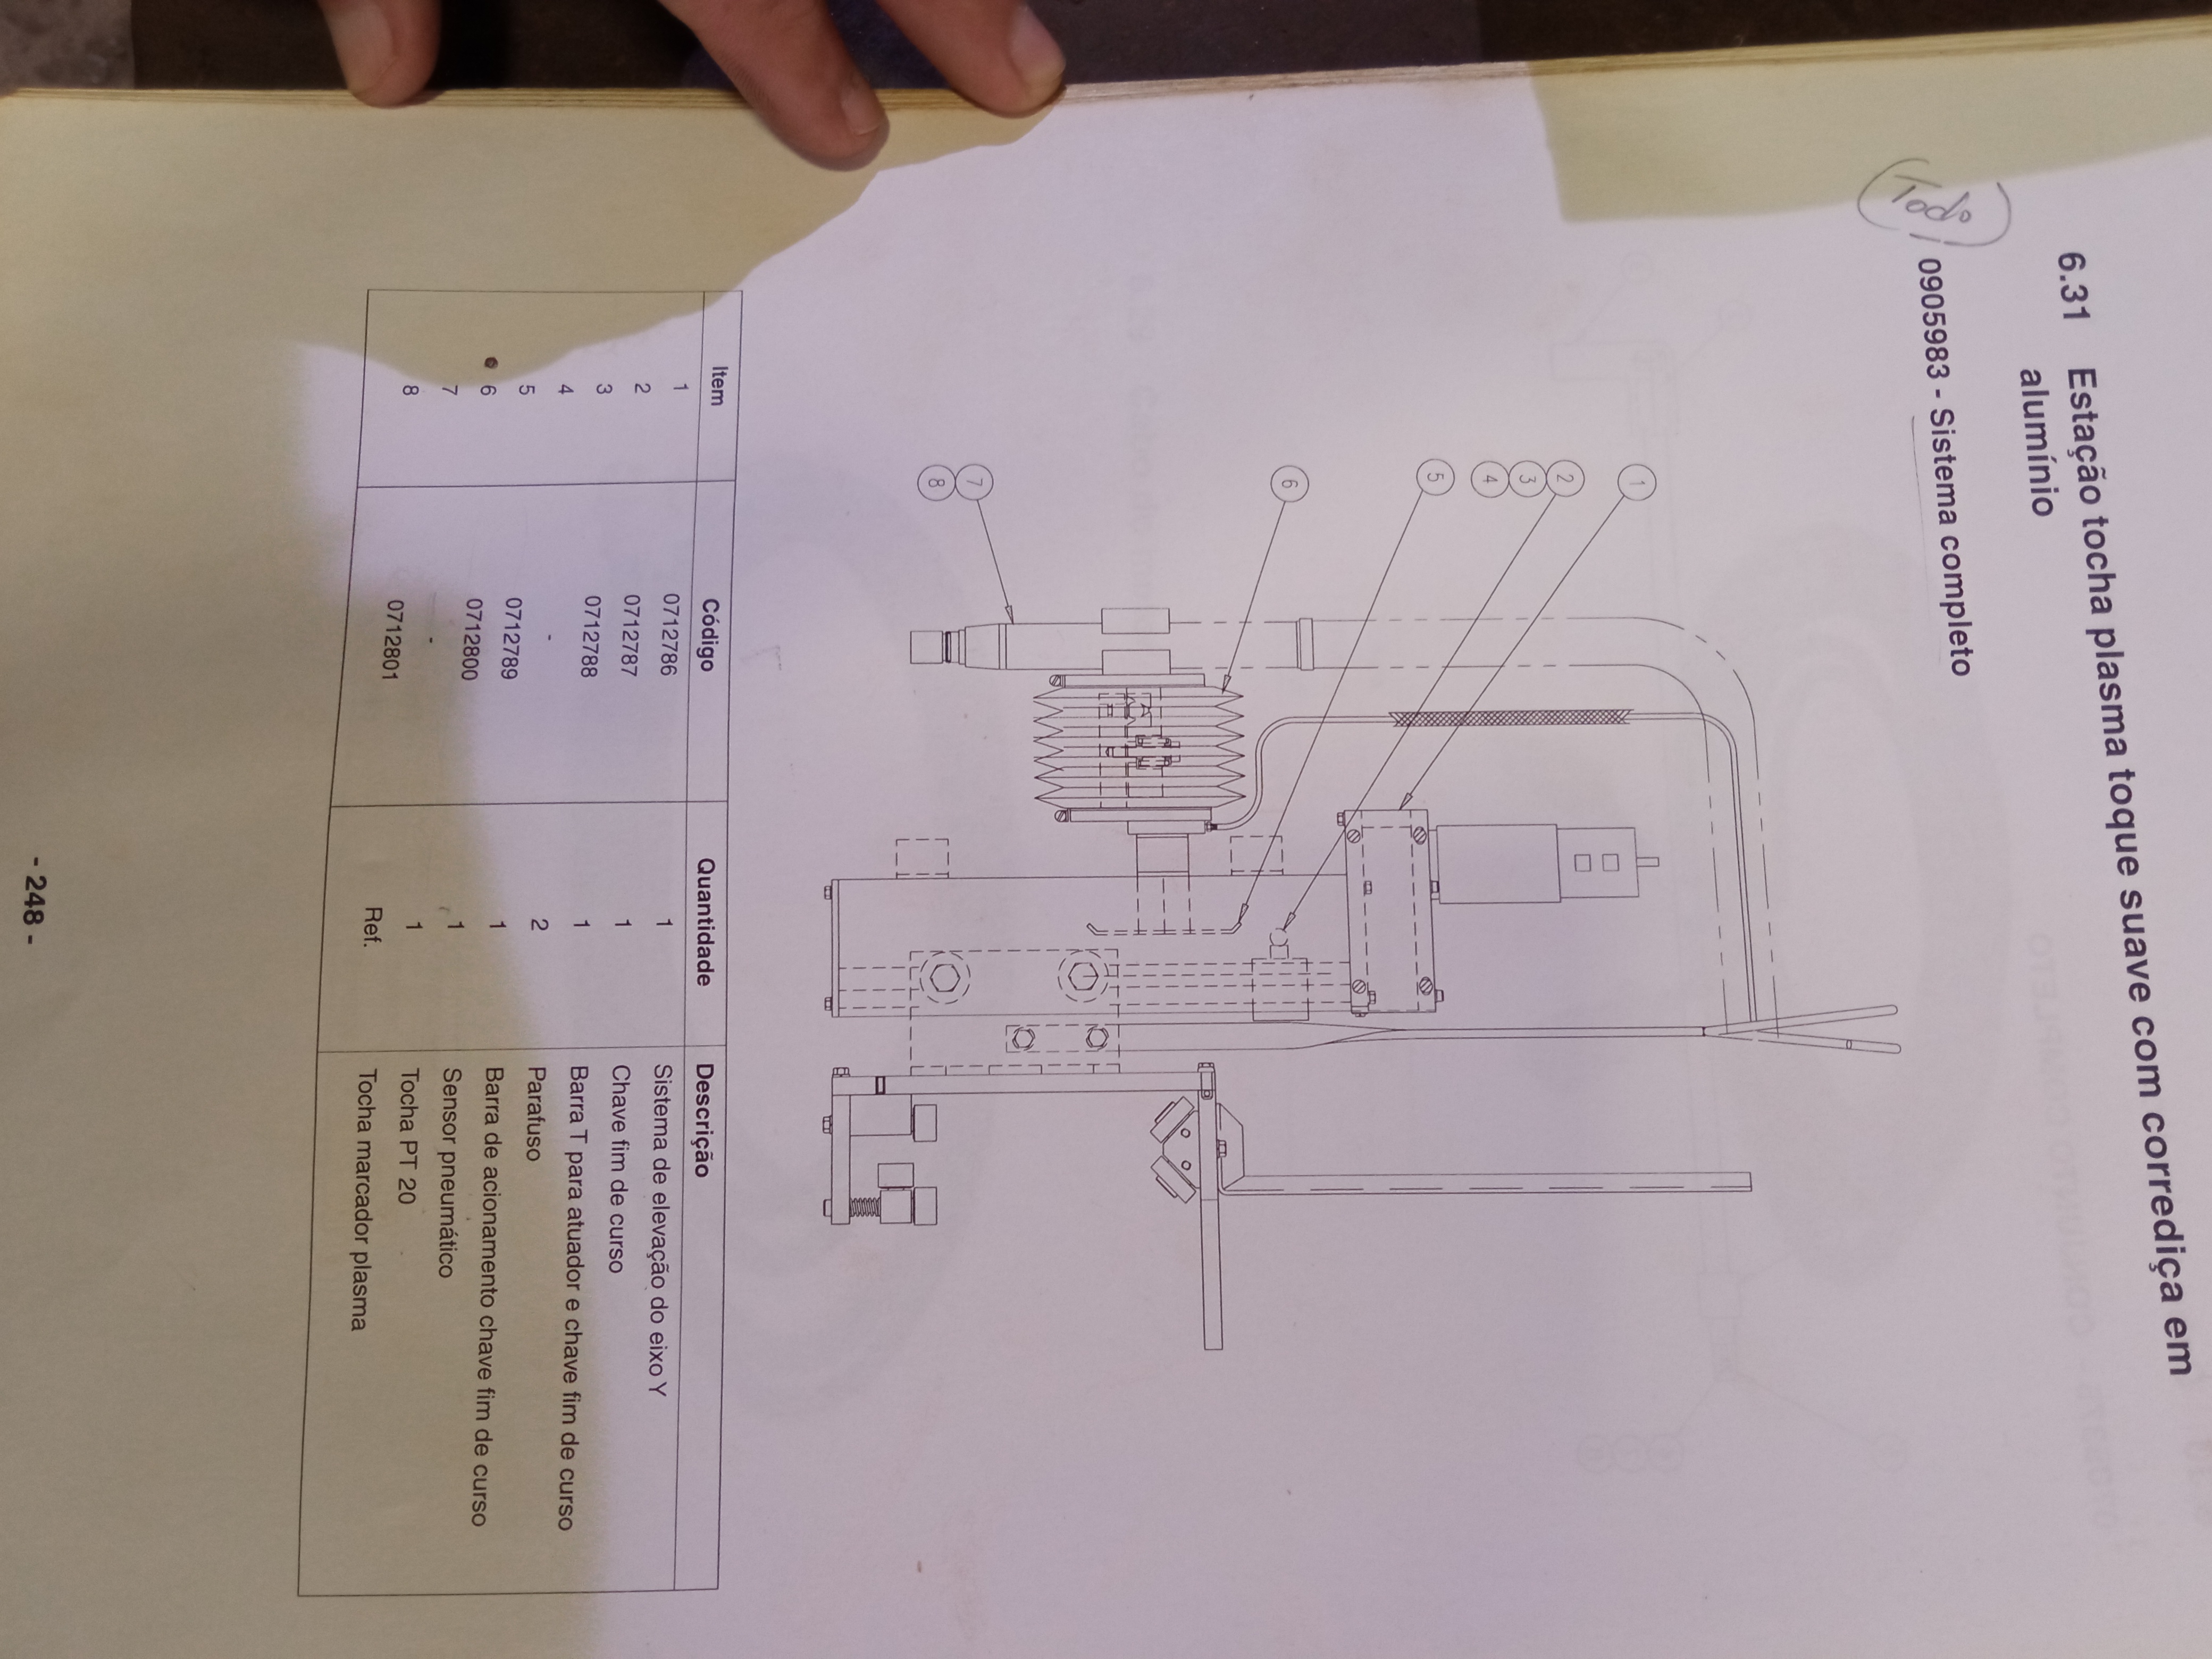 6.31 Estação tocha plasma toque suave com corrediça em
alumínio
Todo
0905983 - Sistema completo
1
2
3
4
5
6
7
8
Item Código Quantidade Descrição
1 0712786 1 Sistema de elevação do eixo Y
2 0712787 1 Chave fim de curso
3 0712788 1 Barra T para atuador e chave fim de curso
4 - 2 Parafuso
5 0712789 1 Barra de acionamento chave fim de curso
6 0712800 1 Sensor pneumático
7 - 1 Tocha PT 20
8 0712801 Ref. Tocha marcador plasma
- 248 -